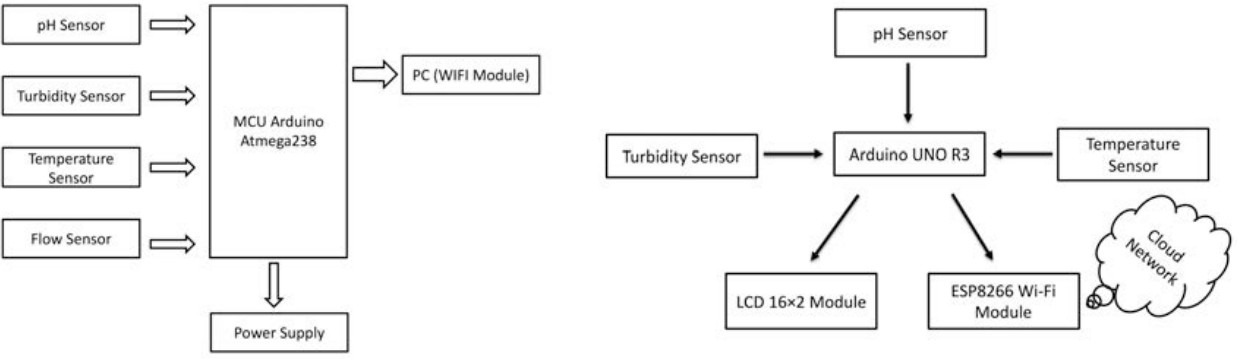 pH Sensor
Turbidity Sensor
Temperature
Sensor
Flow Sensor
MCU Arduino
Atmega238
PC (WIFI Module)
Power Supply
pH Sensor
Turbidity Sensor
Arduino UNO R3
Temperature
Sensor
LCD 16×2 Module
ESP8266 Wi-Fi
Module
Cloud
Network